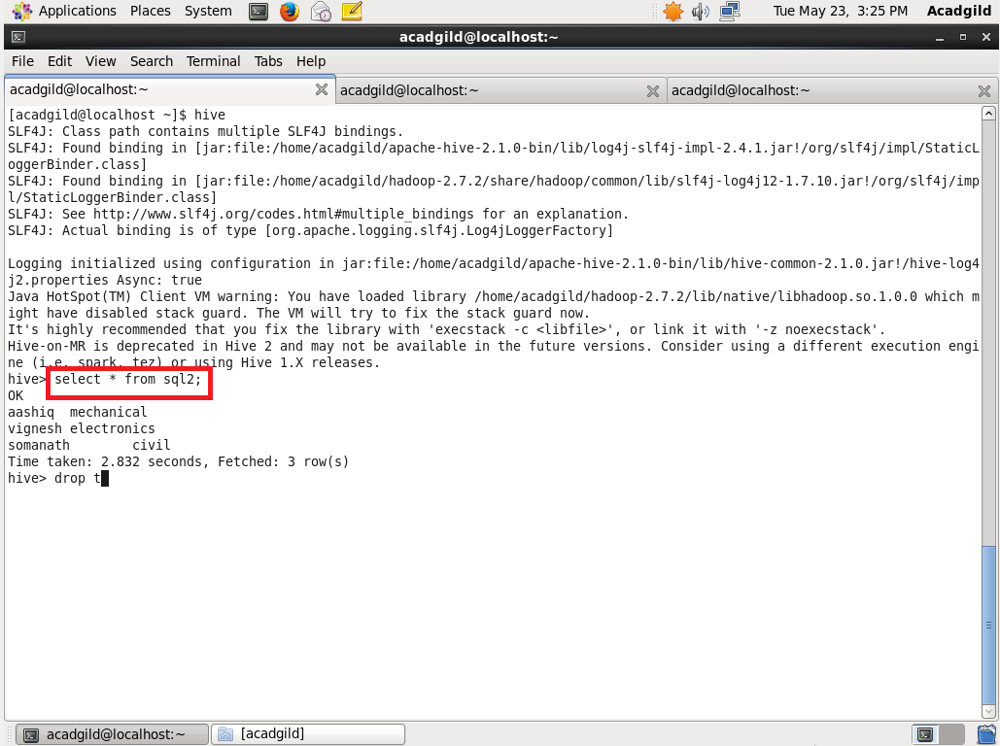 Applications Places System Tue May 23, 3:25 PM Acadgild
acadgild@localhost:~
File Edit View Search Terminal Tabs Help
acadgild@localhost:~ acadgild@localhost:~ acadgild@localhost:~
[acadgild@localhost ~]$ hive
SLF4J: Class path contains multiple SLF4J bindings.
SLF4J: Found binding in [jar:file:/home/acadgild/apache-hive-2.1.0-bin/lib/log4j-slf4j-impl-2.4.1.jar!/org/slf4j/impl/StaticL
oggerBinder.class]
SLF4J: Found binding in [jar:file:/home/acadgild/hadoop-2.7.2/share/hadoop/common/lib/slf4j-log4j12-1.7.10.jar!/org/slf4j/imp
l/StaticLoggerBinder.class]
SLF4J: See http://www.slf4j.org/codes.html#multiple_bindings for an explanation.
SLF4J: Actual binding is of type [org.apache.logging.slf4j.Log4jLoggerFactory]
Logging initialized using configuration in jar:file:/home/acadgild/apache-hive-2.1.0-bin/lib/hive-common-2.1.0.jar!/hive-log4
j2.properties Async: true
Java HotSpot(TM) Client VM warning: You have loaded library /home/acadgild/hadoop-2.7.2/lib/native/libhadoop.so.1.0.0 which m
ight have disabled stack guard. The VM will try to fix the stack guard now.
It's highly recommended that you fix the library with 'execstack -c <libfile>', or link it with '-z noexecstack'.
Hive-on-MR is deprecated in Hive 2 and may not be available in the future versions. Consider using a different execution engi
ne (i.e. spark, tez) or using Hive 1.X releases.
hive> select * from sql2;
OK
aashiq mechanical
vignesh electronics
somanath civil
Time taken: 2.832 seconds, Fetched: 3 row(s)
hive> drop t
acadgild@localhost:~ [acadgild]